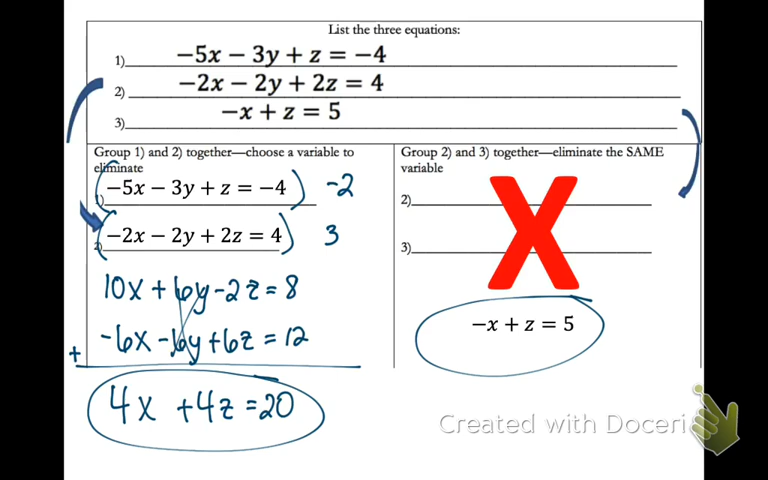 List the three equations:
1) −5x − 3y + z = −4
2) −2x − 2y + 2z = 4
3) −x + z = 5
Group 1) and 2) together—choose a variable to
eliminate
1) (−5x − 3y + z = −4) -2
2) (−2x − 2y + 2z = 4) 3
10x + 6y - 2z = 8
-6x - 6y + 6z = 12
+
4x + 4z = 20
Group 2) and 3) together—eliminate the SAME
variable
2)
3)
X
−x + z = 5
Created with Doceri